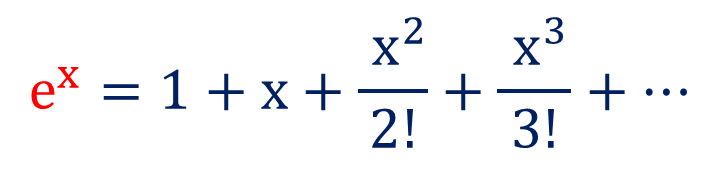 eˣ = 1 + x + x²/2! + x³/3! + ⋯